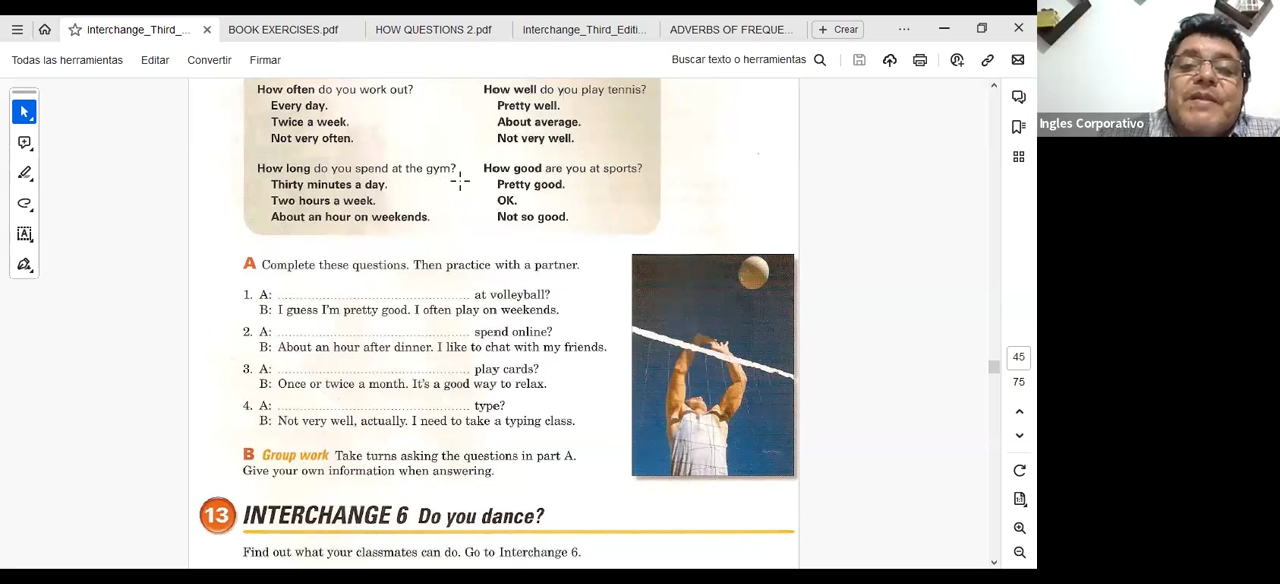 Interchange_Third_...
BOOK EXERCISES.pdf
HOW QUESTIONS 2.pdf
Interchange_Third_Editi...
ADVERBS OF FREQUE...
Crear
Todas las herramientas
Editar
Convertir
Firmar
Buscar texto o herramientas
Ingles Corporativo
How often do you work out?
Every day.
Twice a week.
Not very often.
How well do you play tennis?
Pretty well.
About average.
Not very well.
How long do you spend at the gym?
Thirty minutes a day.
Two hours a week.
About an hour on weekends.
How good are you at sports?
Pretty good.
OK.
Not so good.
A Complete these questions. Then practice with a partner.
1. A: ................................................ at volleyball?
B: I guess I'm pretty good. I often play on weekends.
2. A: ................................................ spend online?
B: About an hour after dinner. I like to chat with my friends.
3. A: ................................................ play cards?
B: Once or twice a month. It's a good way to relax.
4. A: ................................................ type?
B: Not very well, actually. I need to take a typing class.
B Group work Take turns asking the questions in part A.
Give your own information when answering.
13 INTERCHANGE 6 Do you dance?
Find out what your classmates can do. Go to Interchange 6.
45
75